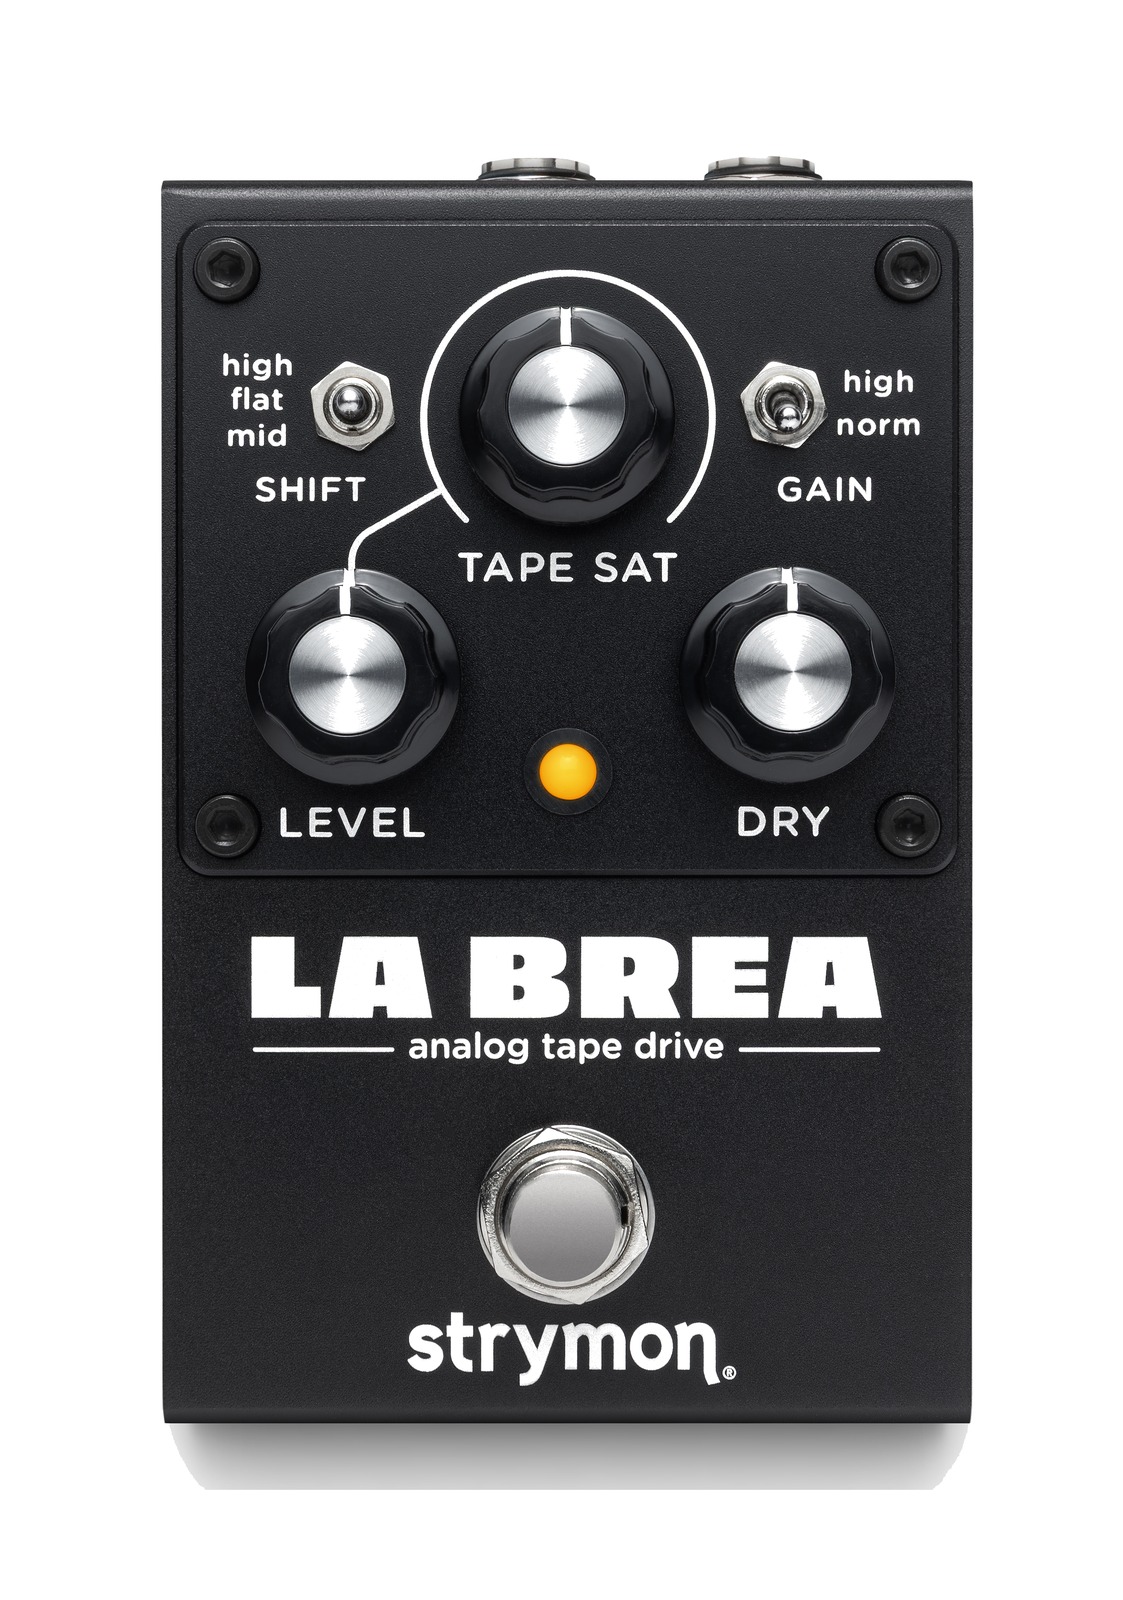 high
flat
mid
SHIFT
high
norm
GAIN
TAPE SAT
LEVEL
DRY
LA BREA
analog tape drive
strymon®